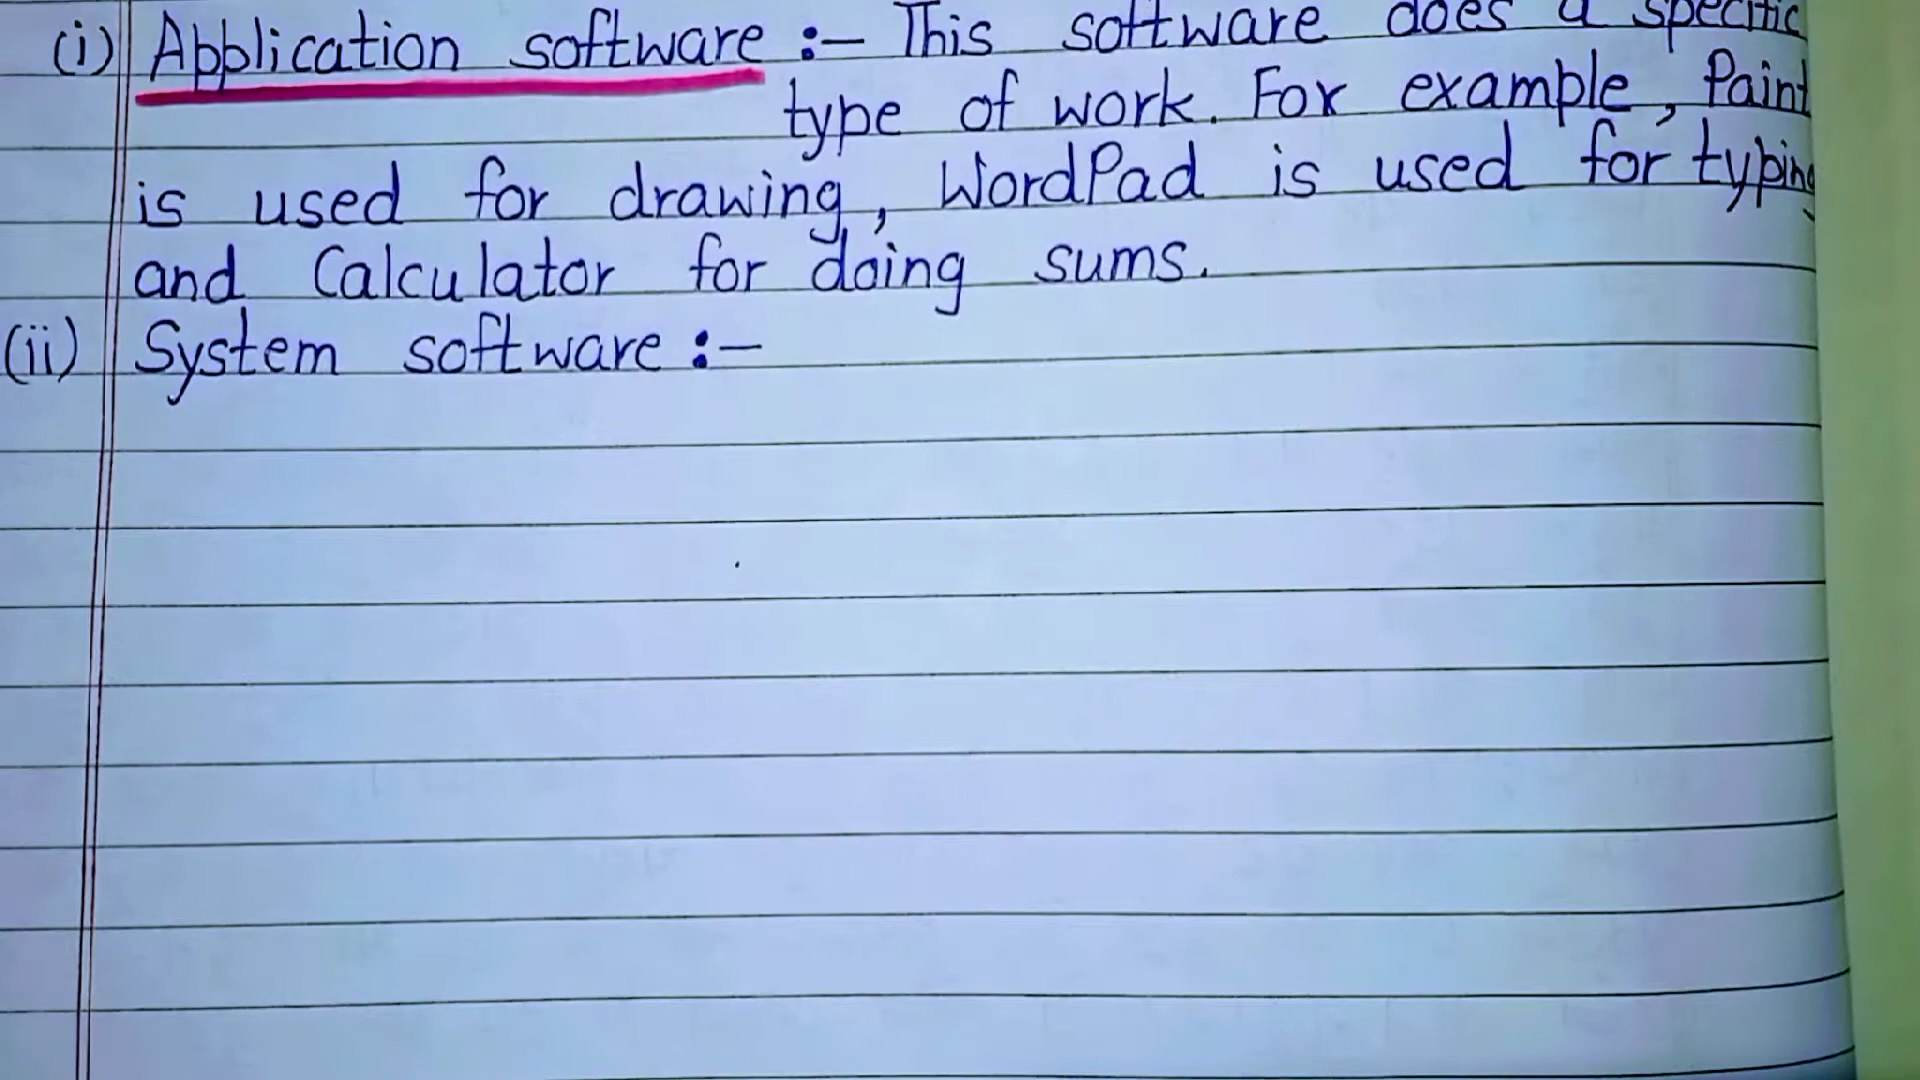 (i) Application software :- This software does a specific
type of work. For example, Paint
is used for drawing, WordPad is used for typing
and Calculator for doing sums.
(ii) System software :-